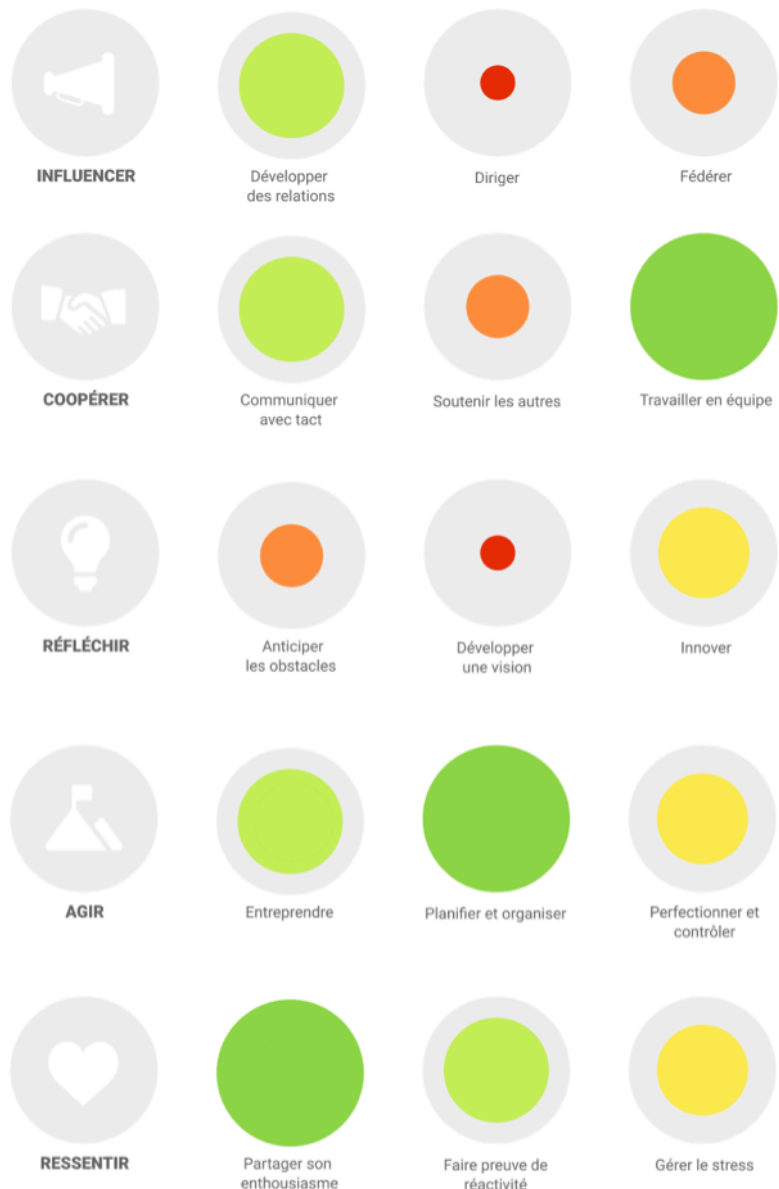 INFLUENCER
Développer
des relations
Diriger
Fédérer
COOPÉRER
Communiquer
avec tact
Soutenir les autres
Travailler en équipe
RÉFLÉCHIR
Anticiper
les obstacles
Développer
une vision
Innover
AGIR
Entreprendre
Planifier et organiser
Perfectionner et
contrôler
RESSENTIR
Partager son
enthousiasme
Faire preuve de
réactivité
Gérer le stress